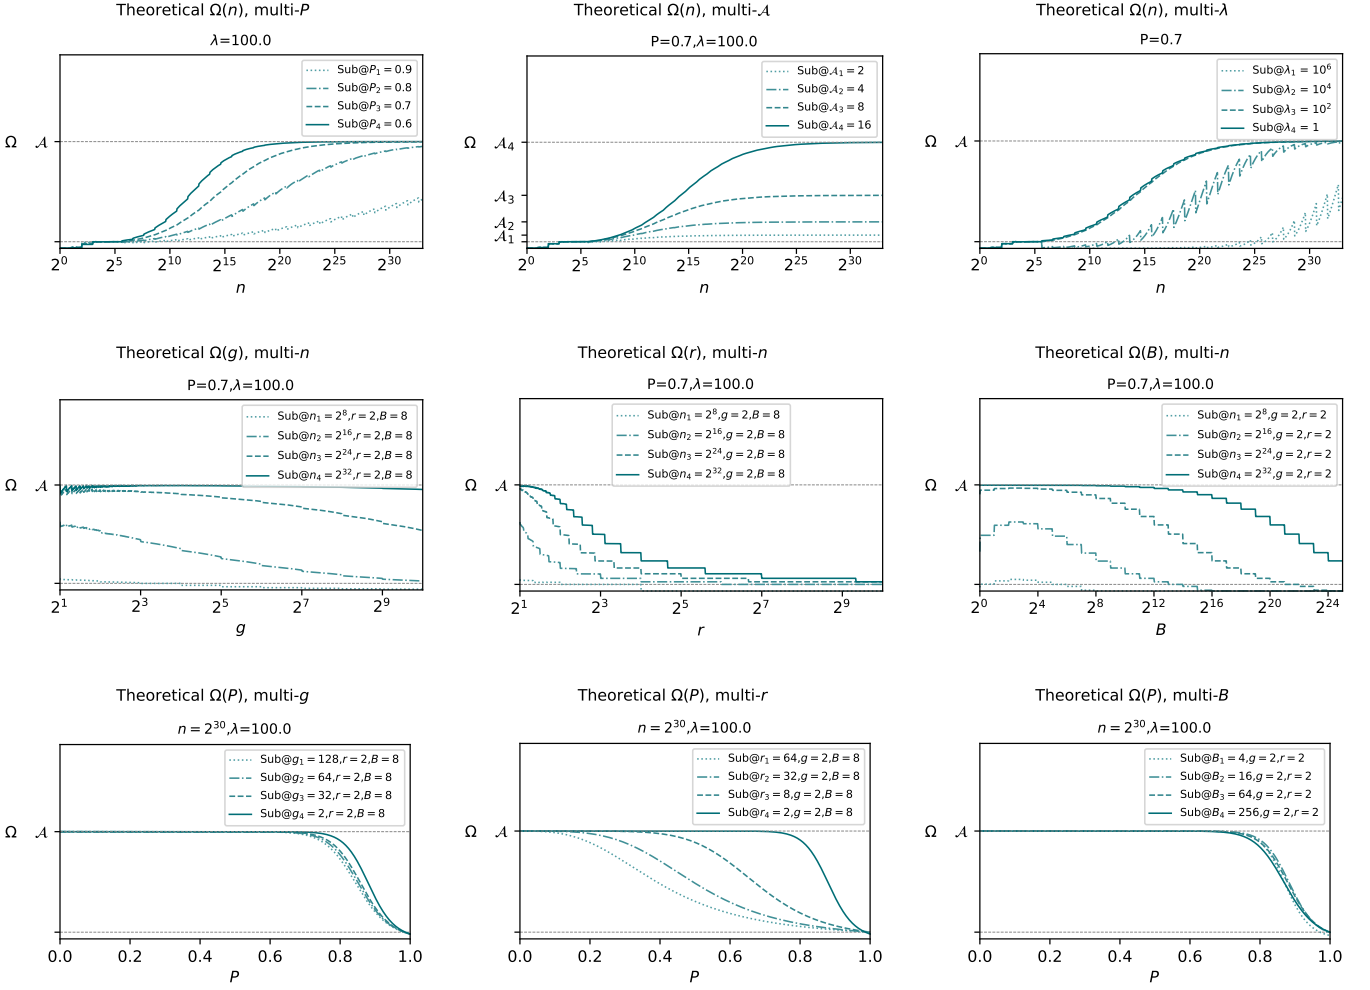 Theoretical Ω(n), multi-P
λ=100.0
Sub@P₁ = 0.9
Sub@P₂ = 0.8
Sub@P₃ = 0.7
Sub@P₄ = 0.6
Ω 𝒜
2⁰ 2⁵ 2¹⁰ 2¹⁵ 2²⁰ 2²⁵ 2³⁰
n
Theoretical Ω(n), multi-𝒜
P=0.7,λ=100.0
Sub@𝒜₁ = 2
Sub@𝒜₂ = 4
Sub@𝒜₃ = 8
Sub@𝒜₄ = 16
𝒜₄
𝒜₃
𝒜₂
𝒜₁
2⁰ 2⁵ 2¹⁰ 2¹⁵ 2²⁰ 2²⁵ 2³⁰
n
Theoretical Ω(n), multi-λ
P=0.7
Sub@λ₁ = 10⁶
Sub@λ₂ = 10⁴
Sub@λ₃ = 10²
Sub@λ₄ = 1
Ω 𝒜
2⁰ 2⁵ 2¹⁰ 2¹⁵ 2²⁰ 2²⁵ 2³⁰
n
Theoretical Ω(g), multi-n
P=0.7,λ=100.0
Sub@n₁ = 2⁸,r = 2,B = 8
Sub@n₂ = 2¹⁶,r = 2,B = 8
Sub@n₃ = 2²⁴,r = 2,B = 8
Sub@n₄ = 2³²,r = 2,B = 8
Ω 𝒜
2¹ 2³ 2⁵ 2⁷ 2⁹
g
Theoretical Ω(r), multi-n
P=0.7,λ=100.0
Sub@n₁ = 2⁸,g = 2,B = 8
Sub@n₂ = 2¹⁶,g = 2,B = 8
Sub@n₃ = 2²⁴,g = 2,B = 8
Sub@n₄ = 2³²,g = 2,B = 8
Ω 𝒜
2¹ 2³ 2⁵ 2⁷ 2⁹
r
Theoretical Ω(B), multi-n
P=0.7,λ=100.0
Sub@n₁ = 2⁸,g = 2,r = 2
Sub@n₂ = 2¹⁶,g = 2,r = 2
Sub@n₃ = 2²⁴,g = 2,r = 2
Sub@n₄ = 2³²,g = 2,r = 2
Ω 𝒜
2⁰ 2⁴ 2⁸ 2¹² 2¹⁶ 2²⁰ 2²⁴
B
Theoretical Ω(P), multi-g
n = 2³⁰,λ=100.0
Sub@g₁ = 128,r = 2,B = 8
Sub@g₂ = 64,r = 2,B = 8
Sub@g₃ = 32,r = 2,B = 8
Sub@g₄ = 2,r = 2,B = 8
Ω 𝒜
0.0 0.2 0.4 0.6 0.8 1.0
P
Theoretical Ω(P), multi-r
n = 2³⁰,λ=100.0
Sub@r₁ = 64,g = 2,B = 8
Sub@r₂ = 32,g = 2,B = 8
Sub@r₃ = 8,g = 2,B = 8
Sub@r₄ = 2,g = 2,B = 8
Ω 𝒜
0.0 0.2 0.4 0.6 0.8 1.0
P
Theoretical Ω(P), multi-B
n = 2³⁰,λ=100.0
Sub@B₁ = 4,g = 2,r = 2
Sub@B₂ = 16,g = 2,r = 2
Sub@B₃ = 64,g = 2,r = 2
Sub@B₄ = 256,g = 2,r = 2
Ω 𝒜
0.0 0.2 0.4 0.6 0.8 1.0
P